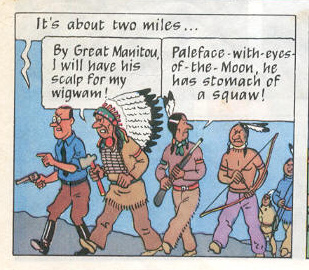 It's about two miles...
By Great Manitou,
I will have his
scalp for my
wigwam!
Paleface-with-eyes-
of-the-Moon, he
has stomach of
a squaw!